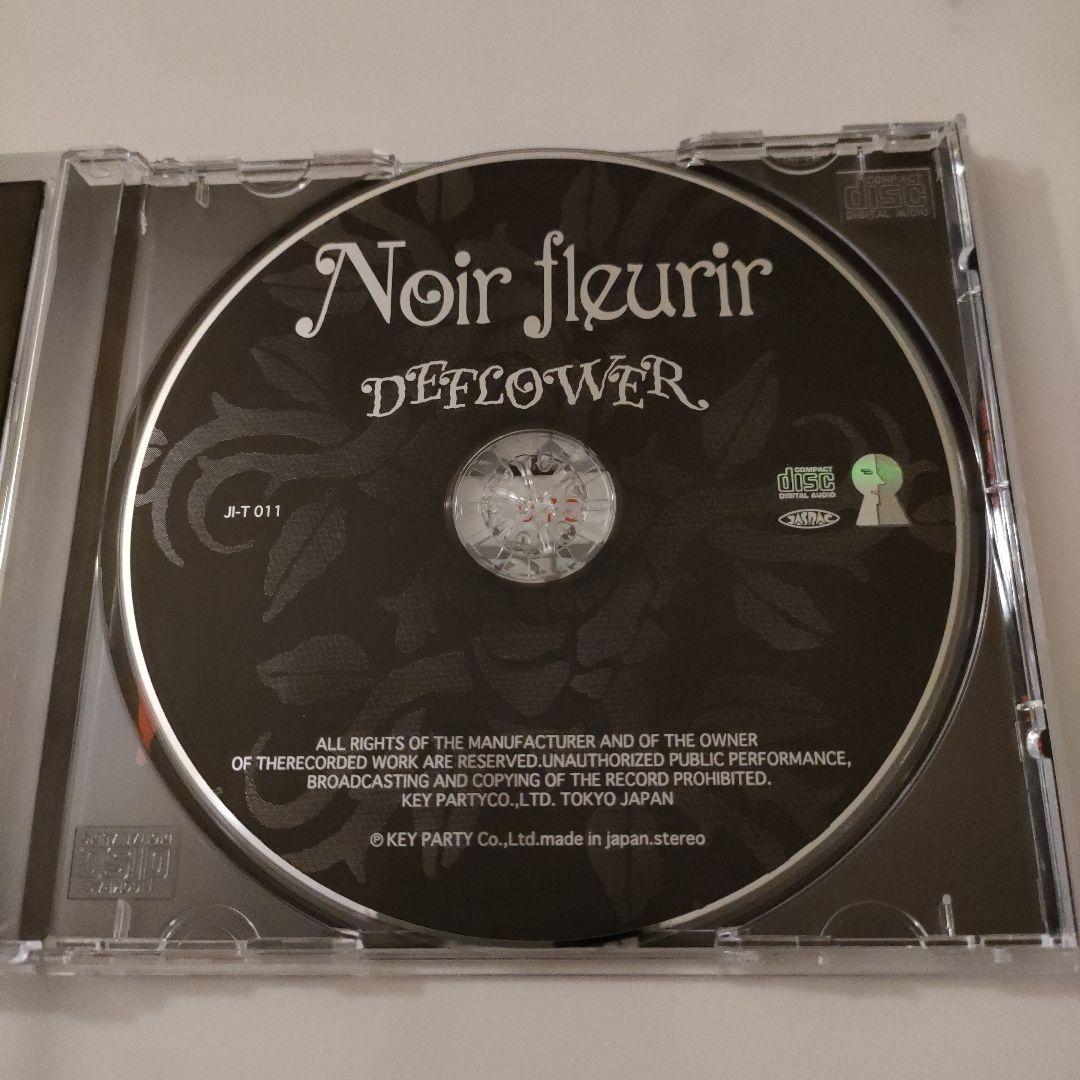 COMPACT
disc
DIGITAL AUDIO
Noir fleurir
DEFLOWER
JI-T 011
COMPACT
disc
DIGITAL AUDIO
JASRAC
ALL RIGHTS OF THE MANUFACTURER AND OF THE OWNER
OF THERECORDED WORK ARE RESERVED.UNAUTHORIZED PUBLIC PERFORMANCE,
BROADCASTING AND COPYING OF THE RECORD PROHIBITED.
KEY PARTYCO.,LTD. TOKYO JAPAN
℗ KEY PARTY Co.,Ltd.made in japan.stereo